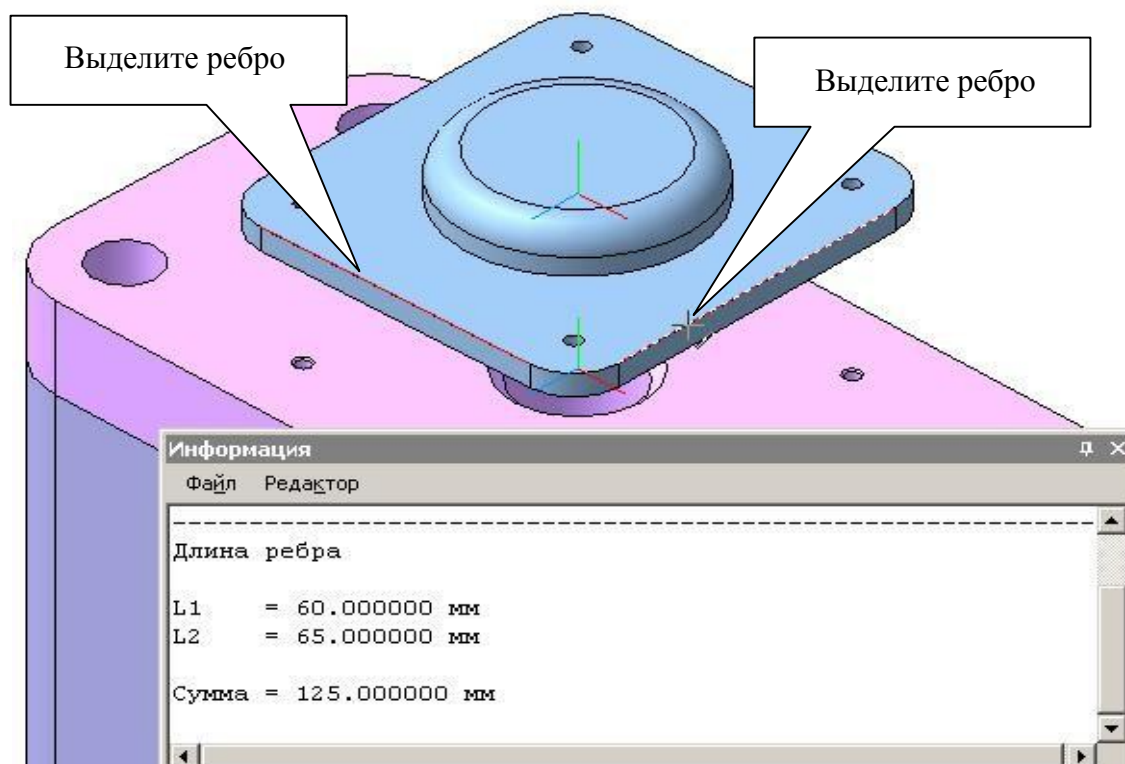 Выделите ребро
Выделите ребро
Информация
Файл Редактор
--------------------------------------------------------------
Длина ребра
L1 = 60.000000 мм
L2 = 65.000000 мм
Сумма = 125.000000 мм